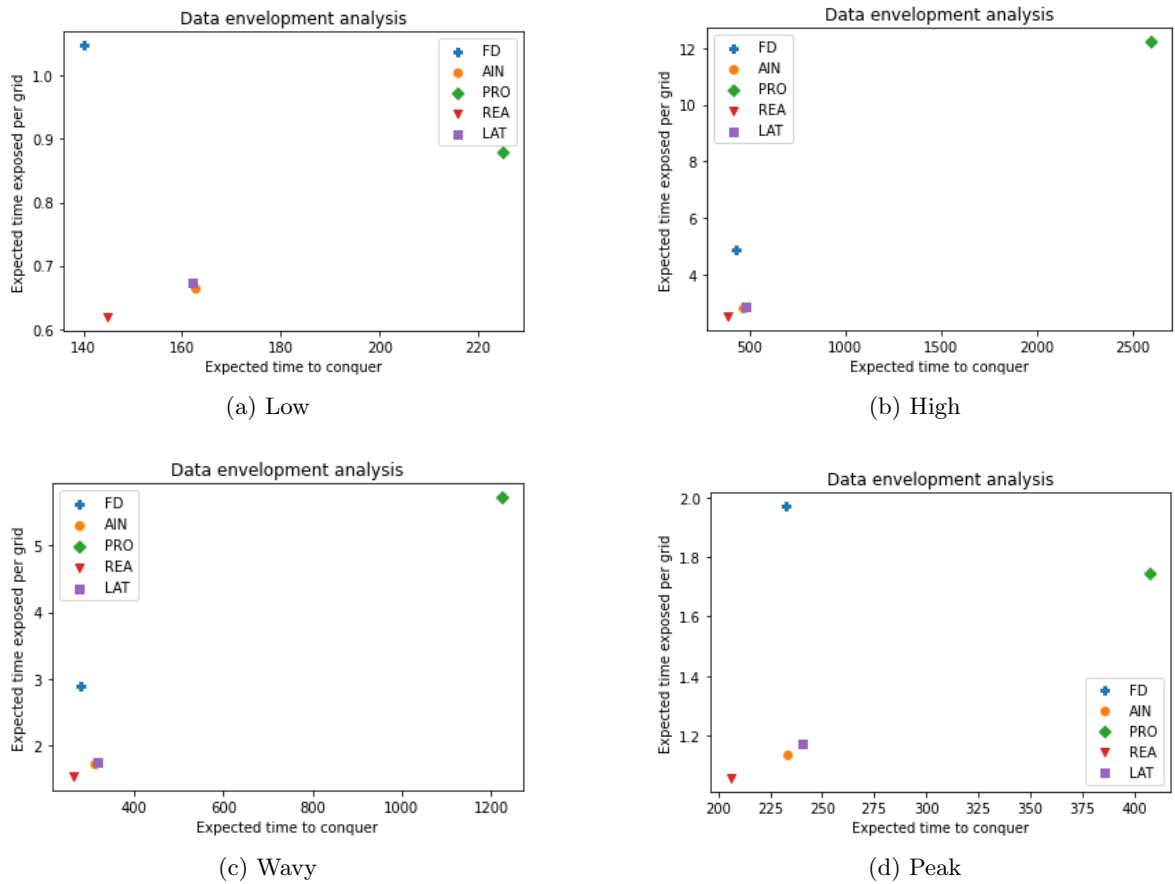 Data envelopment analysis
Expected time exposed per grid
1.0
0.9
0.8
0.7
0.6
FD
AIN
PRO
REA
LAT
140
160
180
200
220
Expected time to conquer
(a) Low
Data envelopment analysis
Expected time exposed per grid
12
10
8
6
4
FD
AIN
PRO
REA
LAT
500
1000
1500
2000
2500
Expected time to conquer
(b) High
Data envelopment analysis
Expected time exposed per grid
5
4
3
2
FD
AIN
PRO
REA
LAT
400
600
800
1000
1200
Expected time to conquer
(c) Wavy
Data envelopment analysis
Expected time exposed per grid
2.0
1.8
1.6
1.4
1.2
FD
AIN
PRO
REA
LAT
200
225
250
275
300
325
350
375
400
Expected time to conquer
(d) Peak